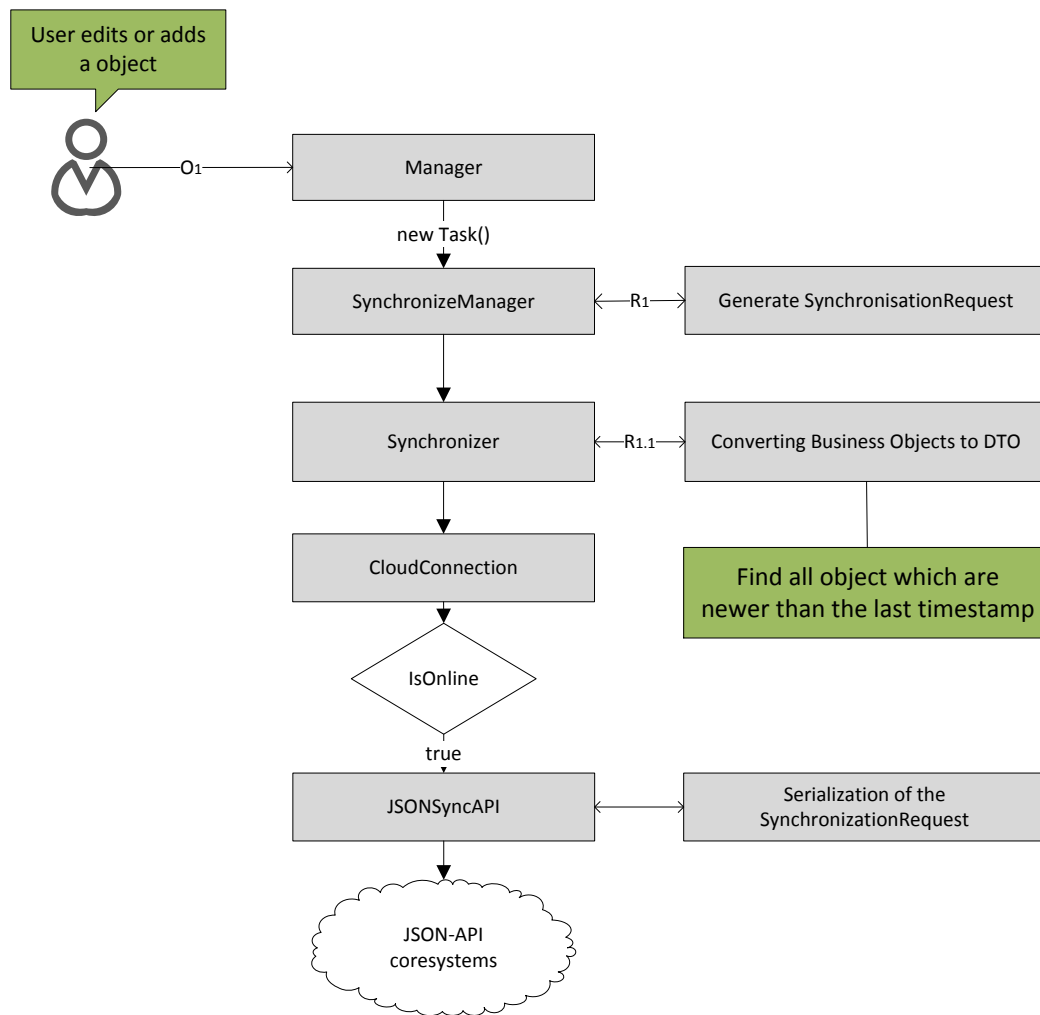 User edits or adds
a object
O1
Manager
new Task()
SynchronizeManager
R1
Generate SynchronisationRequest
Synchronizer
R1.1
Converting Business Objects to DTO
CloudConnection
Find all object which are
newer than the last timestamp
IsOnline
true
JSONSyncAPI
Serialization of the
SynchronizationRequest
JSON-API
coresystems